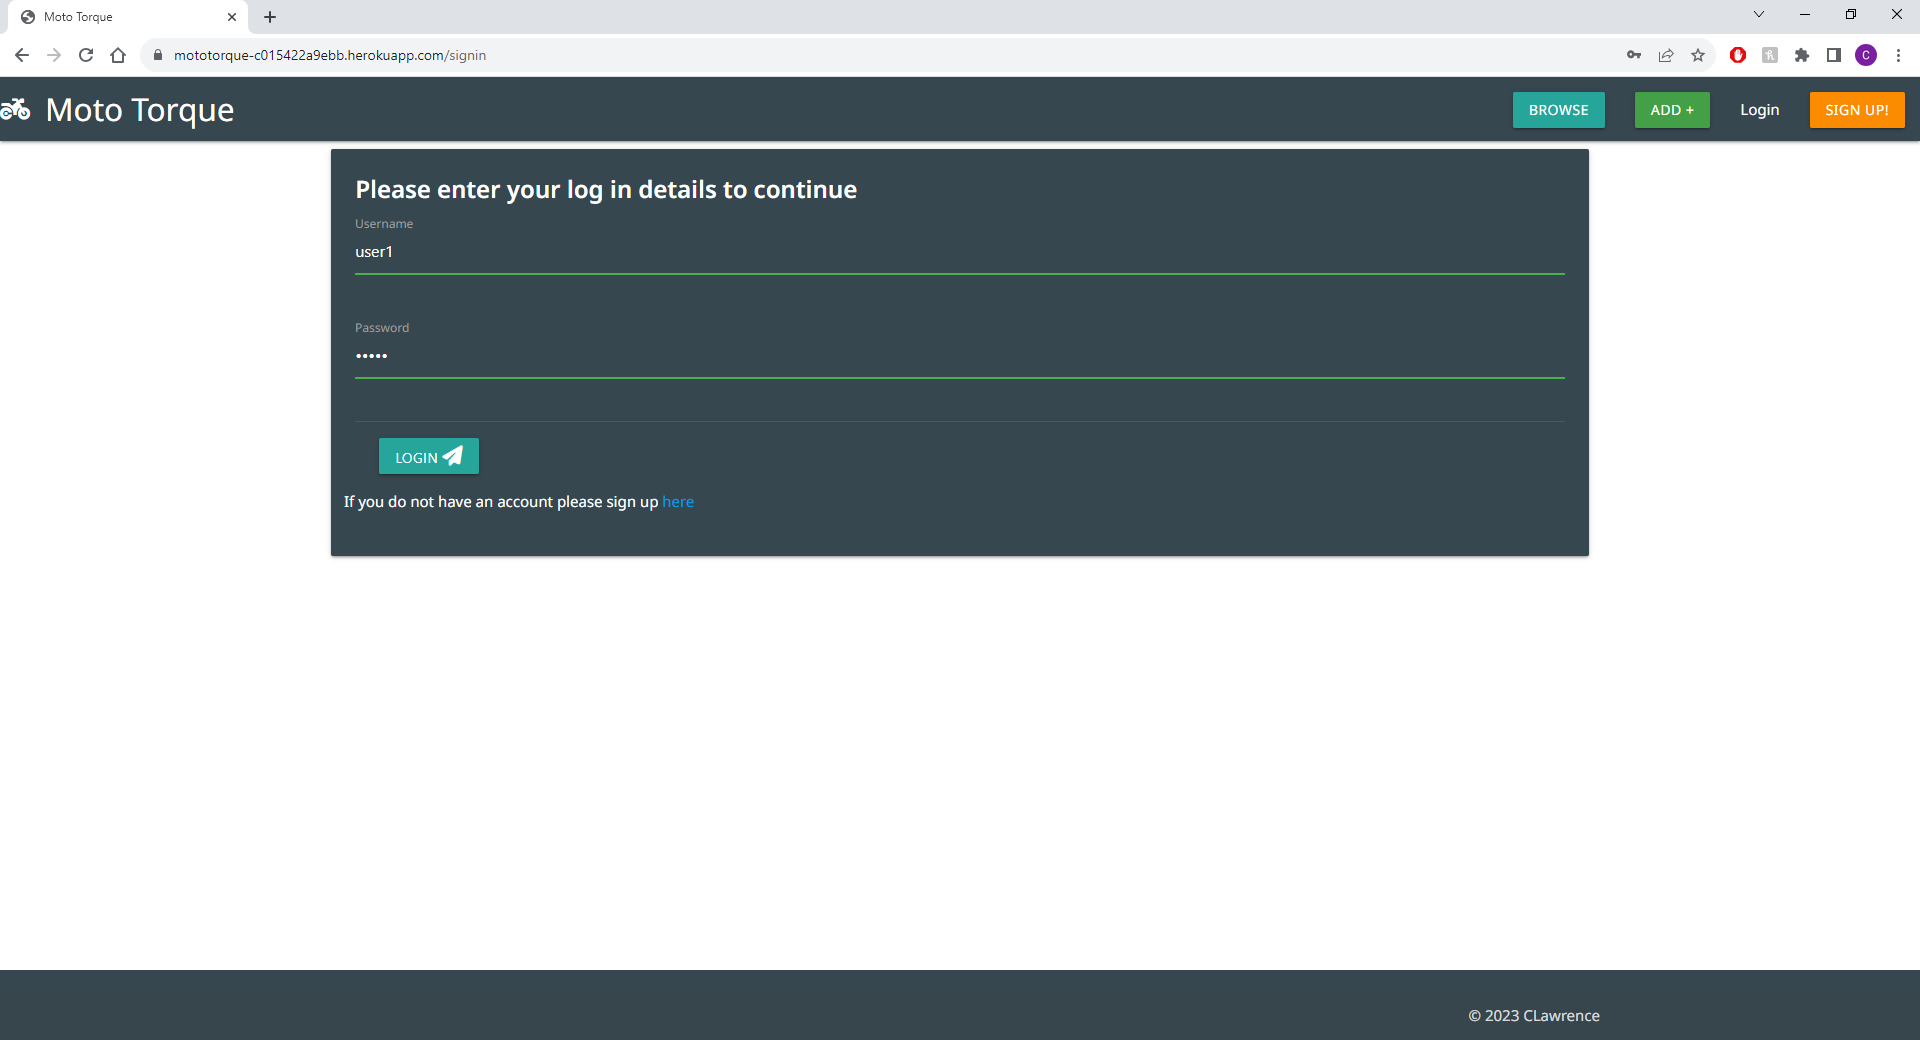 Moto Torque
mototorque-c015422a9ebb.herokuapp.com/signin
C
Moto Torque
BROWSE
ADD +
Login
SIGN UP!
Please enter your log in details to continue
Username
user1
Password
•••••
LOGIN
If you do not have an account please sign up here
© 2023 CLawrence